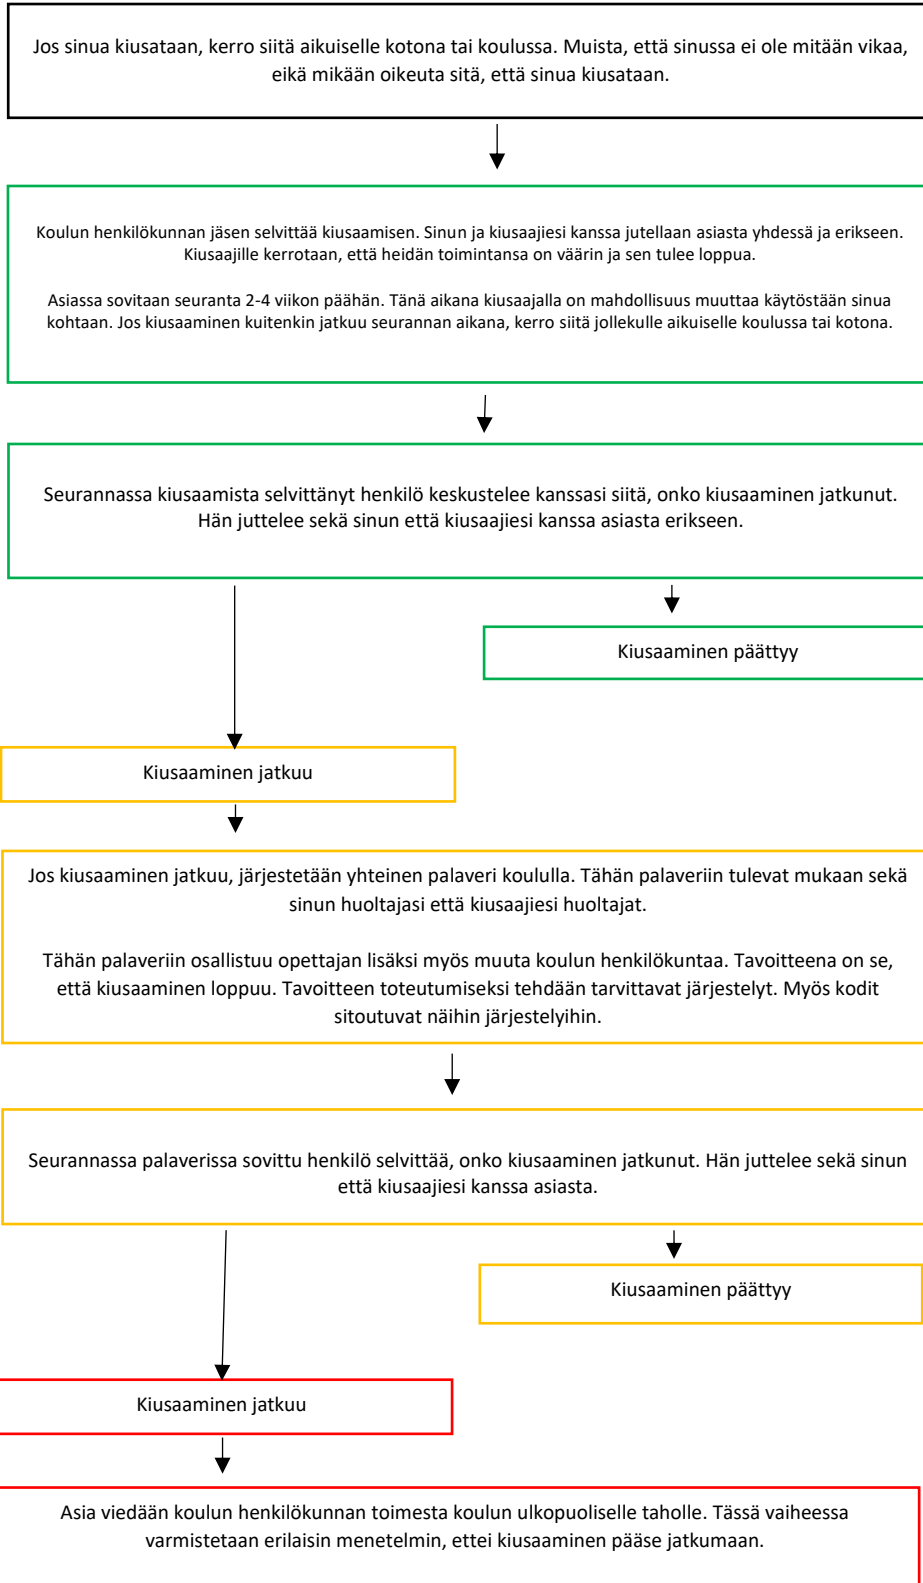 Jos sinua kiusataan, kerro siitä aikuiselle kotona tai koulussa. Muista, että sinussa ei ole mitään vikaa,
eikä mikään oikeuta sitä, että sinua kiusataan.
Koulun henkilökunnan jäsen selvittää kiusaamisen. Sinun ja kiusaajiesi kanssa jutellaan asiasta yhdessä ja erikseen.
Kiusaajille kerrotaan, että heidän toimintansa on väärin ja sen tulee loppua.
Asiassa sovitaan seuranta 2-4 viikon päähän. Tänä aikana kiusaajalla on mahdollisuus muuttaa käytöstään sinua
kohtaan. Jos kiusaaminen kuitenkin jatkuu seurannan aikana, kerro siitä jollekulle aikuiselle koulussa tai kotona.
Seurannassa kiusaamista selvittänyt henkilö keskustelee kanssasi siitä, onko kiusaaminen jatkunut.
Hän juttelee sekä sinun että kiusaajiesi kanssa asiasta erikseen.
Kiusaaminen päättyy
Kiusaaminen jatkuu
Jos kiusaaminen jatkuu, järjestetään yhteinen palaveri koululla. Tähän palaveriin tulevat mukaan sekä
sinun huoltajasi että kiusaajiesi huoltajat.
Tähän palaveriin osallistuu opettajan lisäksi myös muuta koulun henkilökuntaa. Tavoitteena on se,
että kiusaaminen loppuu. Tavoitteen toteutumiseksi tehdään tarvittavat järjestelyt. Myös kodit
sitoutuvat näihin järjestelyihin.
Seurannassa palaverissa sovittu henkilö selvittää, onko kiusaaminen jatkunut. Hän juttelee sekä sinun
että kiusaajiesi kanssa asiasta.
Kiusaaminen päättyy
Kiusaaminen jatkuu
Asia viedään koulun henkilökunnan toimesta koulun ulkopuoliselle taholle. Tässä vaiheessa
varmistetaan erilaisin menetelmin, ettei kiusaaminen pääse jatkumaan.